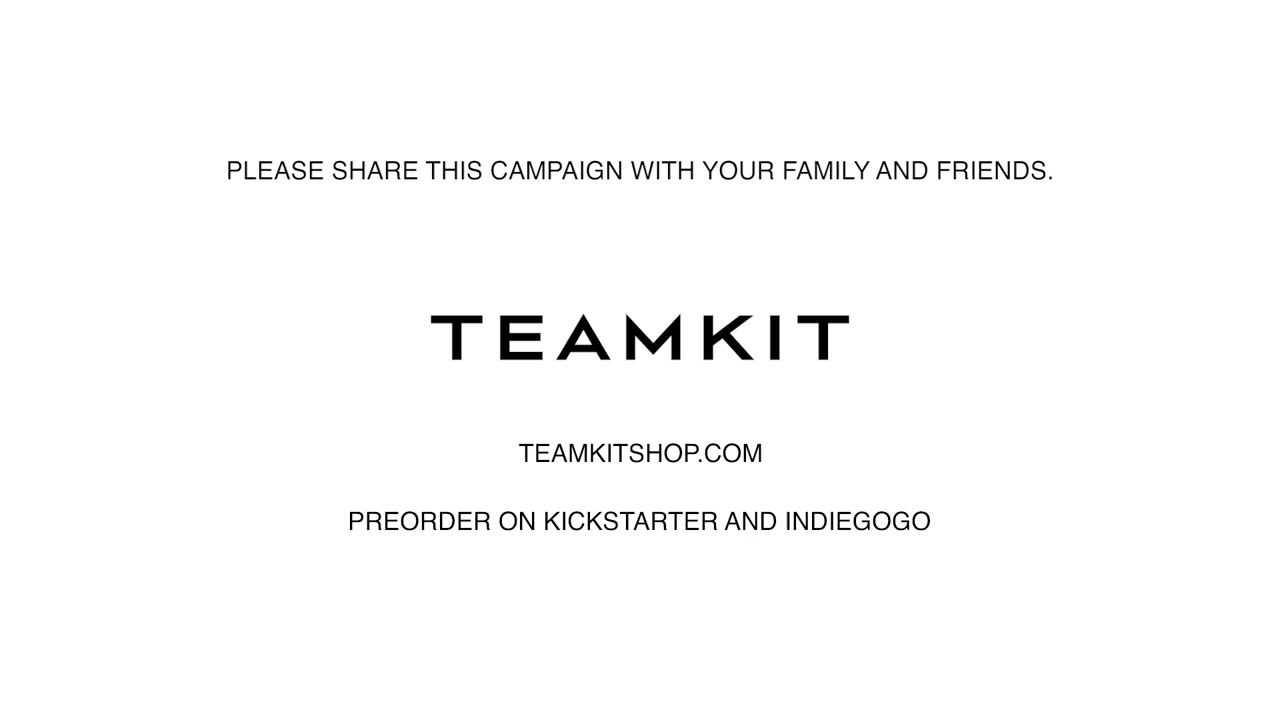 PLEASE SHARE THIS CAMPAIGN WITH YOUR FAMILY AND FRIENDS.
TEAMKIT
TEAMKITSHOP.COM
PREORDER ON KICKSTARTER AND INDIEGOGO